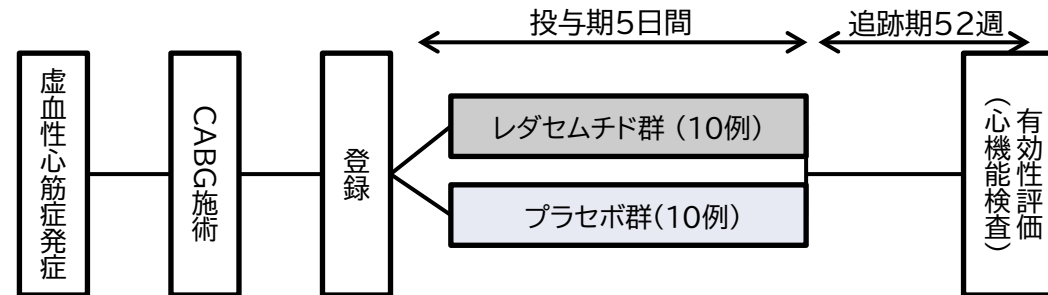 投与期5日間
追跡期52週
虚血性心筋症発症
CABG施術
登録
レダセムチド群 (10例)
プラセボ群(10例)
有効性評価
(心機能検査)